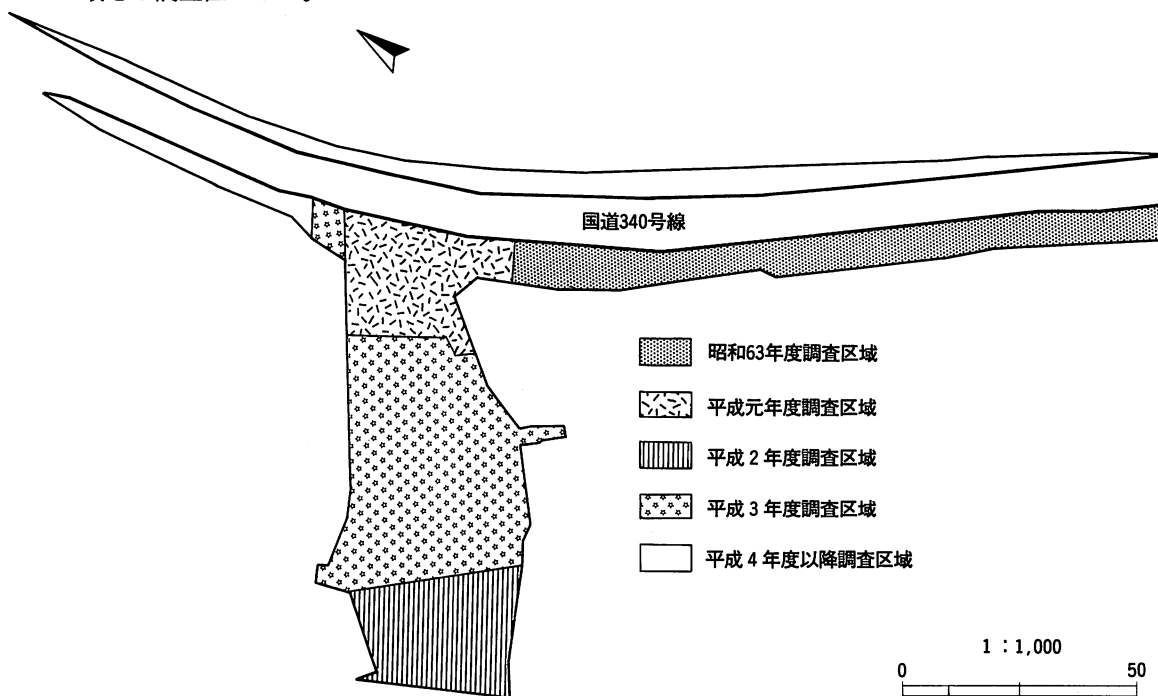 国道340号線
昭和63年度調査区域
平成元年度調査区域
平成2年度調査区域
平成3年度調査区域
平成4年度以降調査区域
1:1,000
0 50